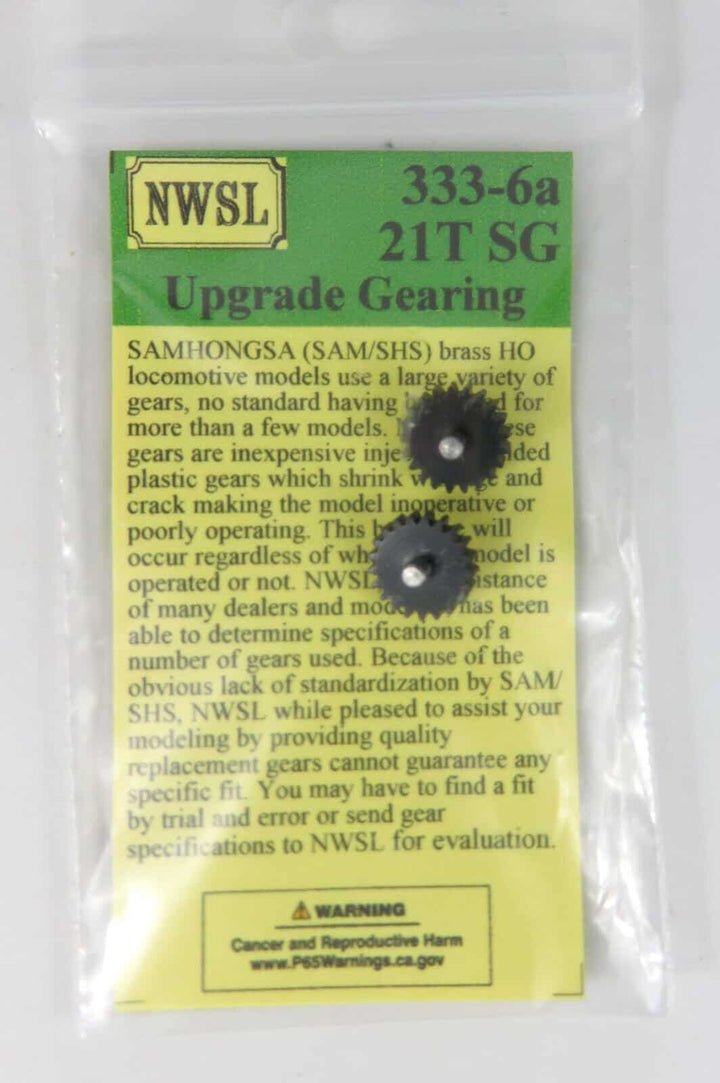 NWSL
333-6a
21T SG
Upgrade Gearing
SAMHONGSA (SAM/SHS) brass HO
locomotive models use a large variety of
gears, no standard having for
more than a few models.
gears are inexpensive
plastic gears which shrink and
crack making the model inoperative or
poorly operating. This will
occur regardless of model is
operated or not. NWSL
of many dealers and has been
able to determine specifications of a
number of gears used. Because of the
obvious lack of standardization by SAM/
SHS, NWSL while pleased to assist your
modeling by providing quality
replacement gears cannot guarantee any
specific fit. You may have to find a fit
by trial and error or send gear
specifications to NWSL for evaluation.
WARNING
Cancer and Reproductive Harm
www.P65Warnings.ca.gov